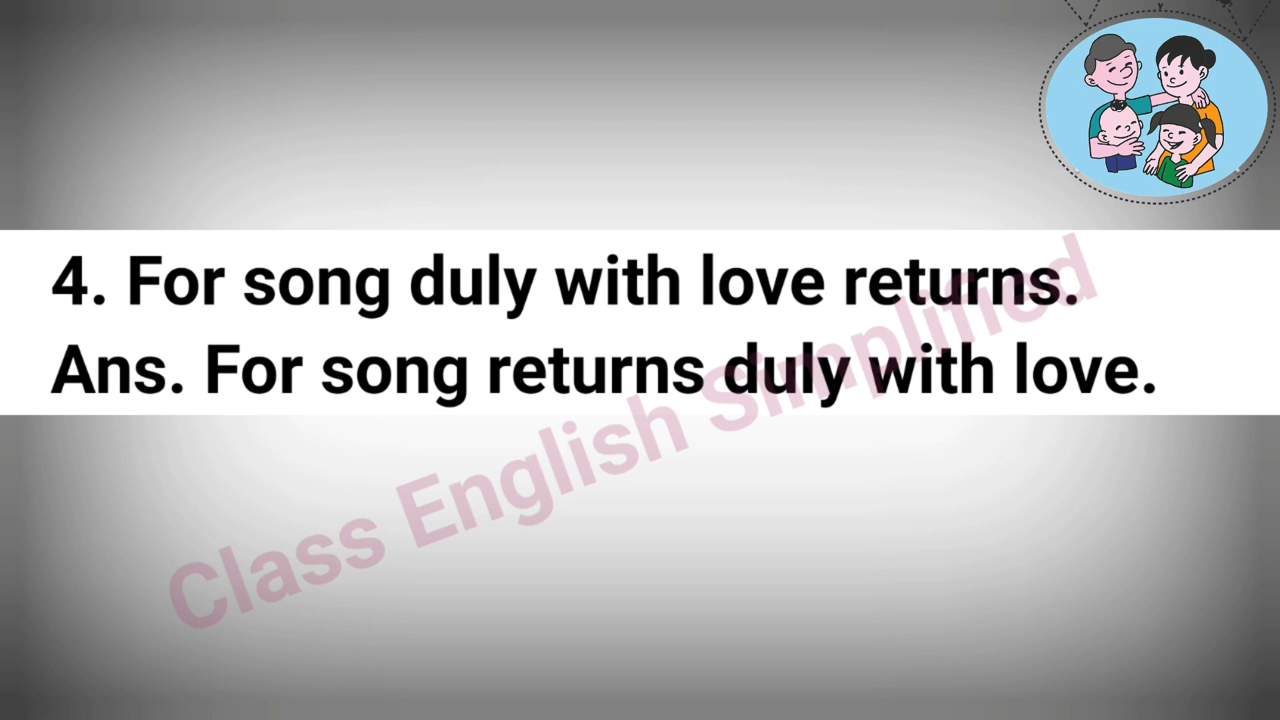 4. For song duly with love returns.
Ans. For song returns duly with love.
Class English Simplified